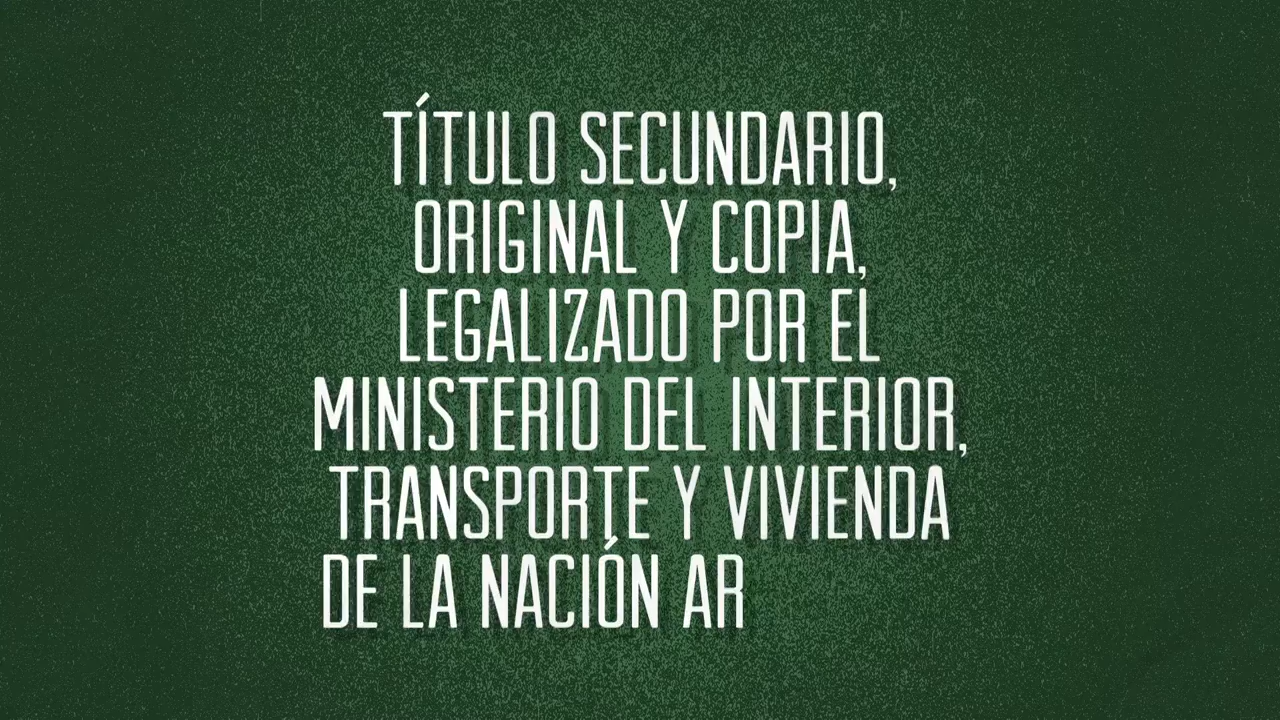 TÍTULO SECUNDARIO,
ORIGINAL Y COPIA,
LEGALIZADO POR EL
MINISTERIO DEL INTERIOR,
TRANSPORTE Y VIVIENDA
DE LA NACIÓN AR